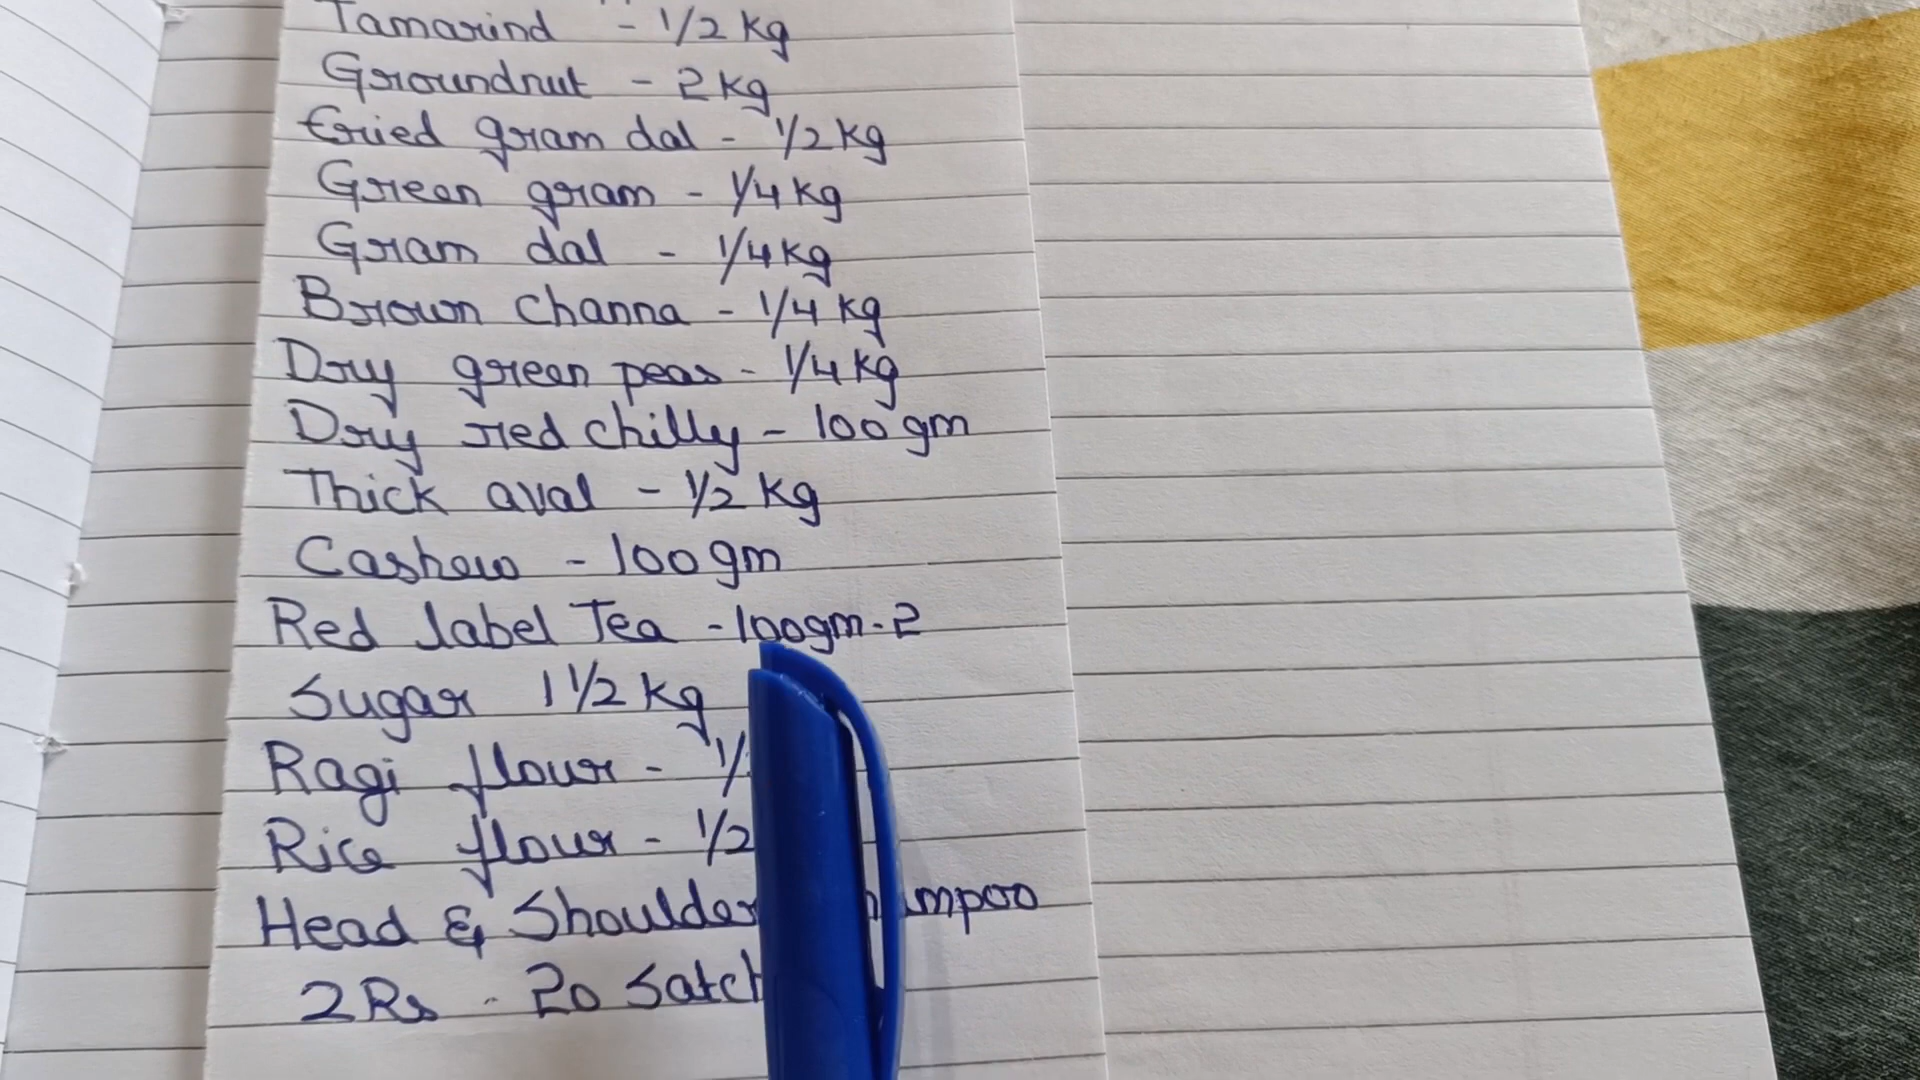 Tamarind - 1/2 kg
Groundnut - 2 kg
fried gram dal - 1/2 kg
Green gram - 1/4 kg
Gram dal - 1/4 kg
Brown Channa - 1/4 kg
Dry green peas - 1/4 kg
Dry red chilly - 100 gm
Thick aval - 1/2 kg
Cashew - 100 gm
Red label Tea - 100gm - 2
Sugar 1 1/2 kg
Ragi flour -
Rice flour - 1/2
Head & Shoulder
2 Rs - 20